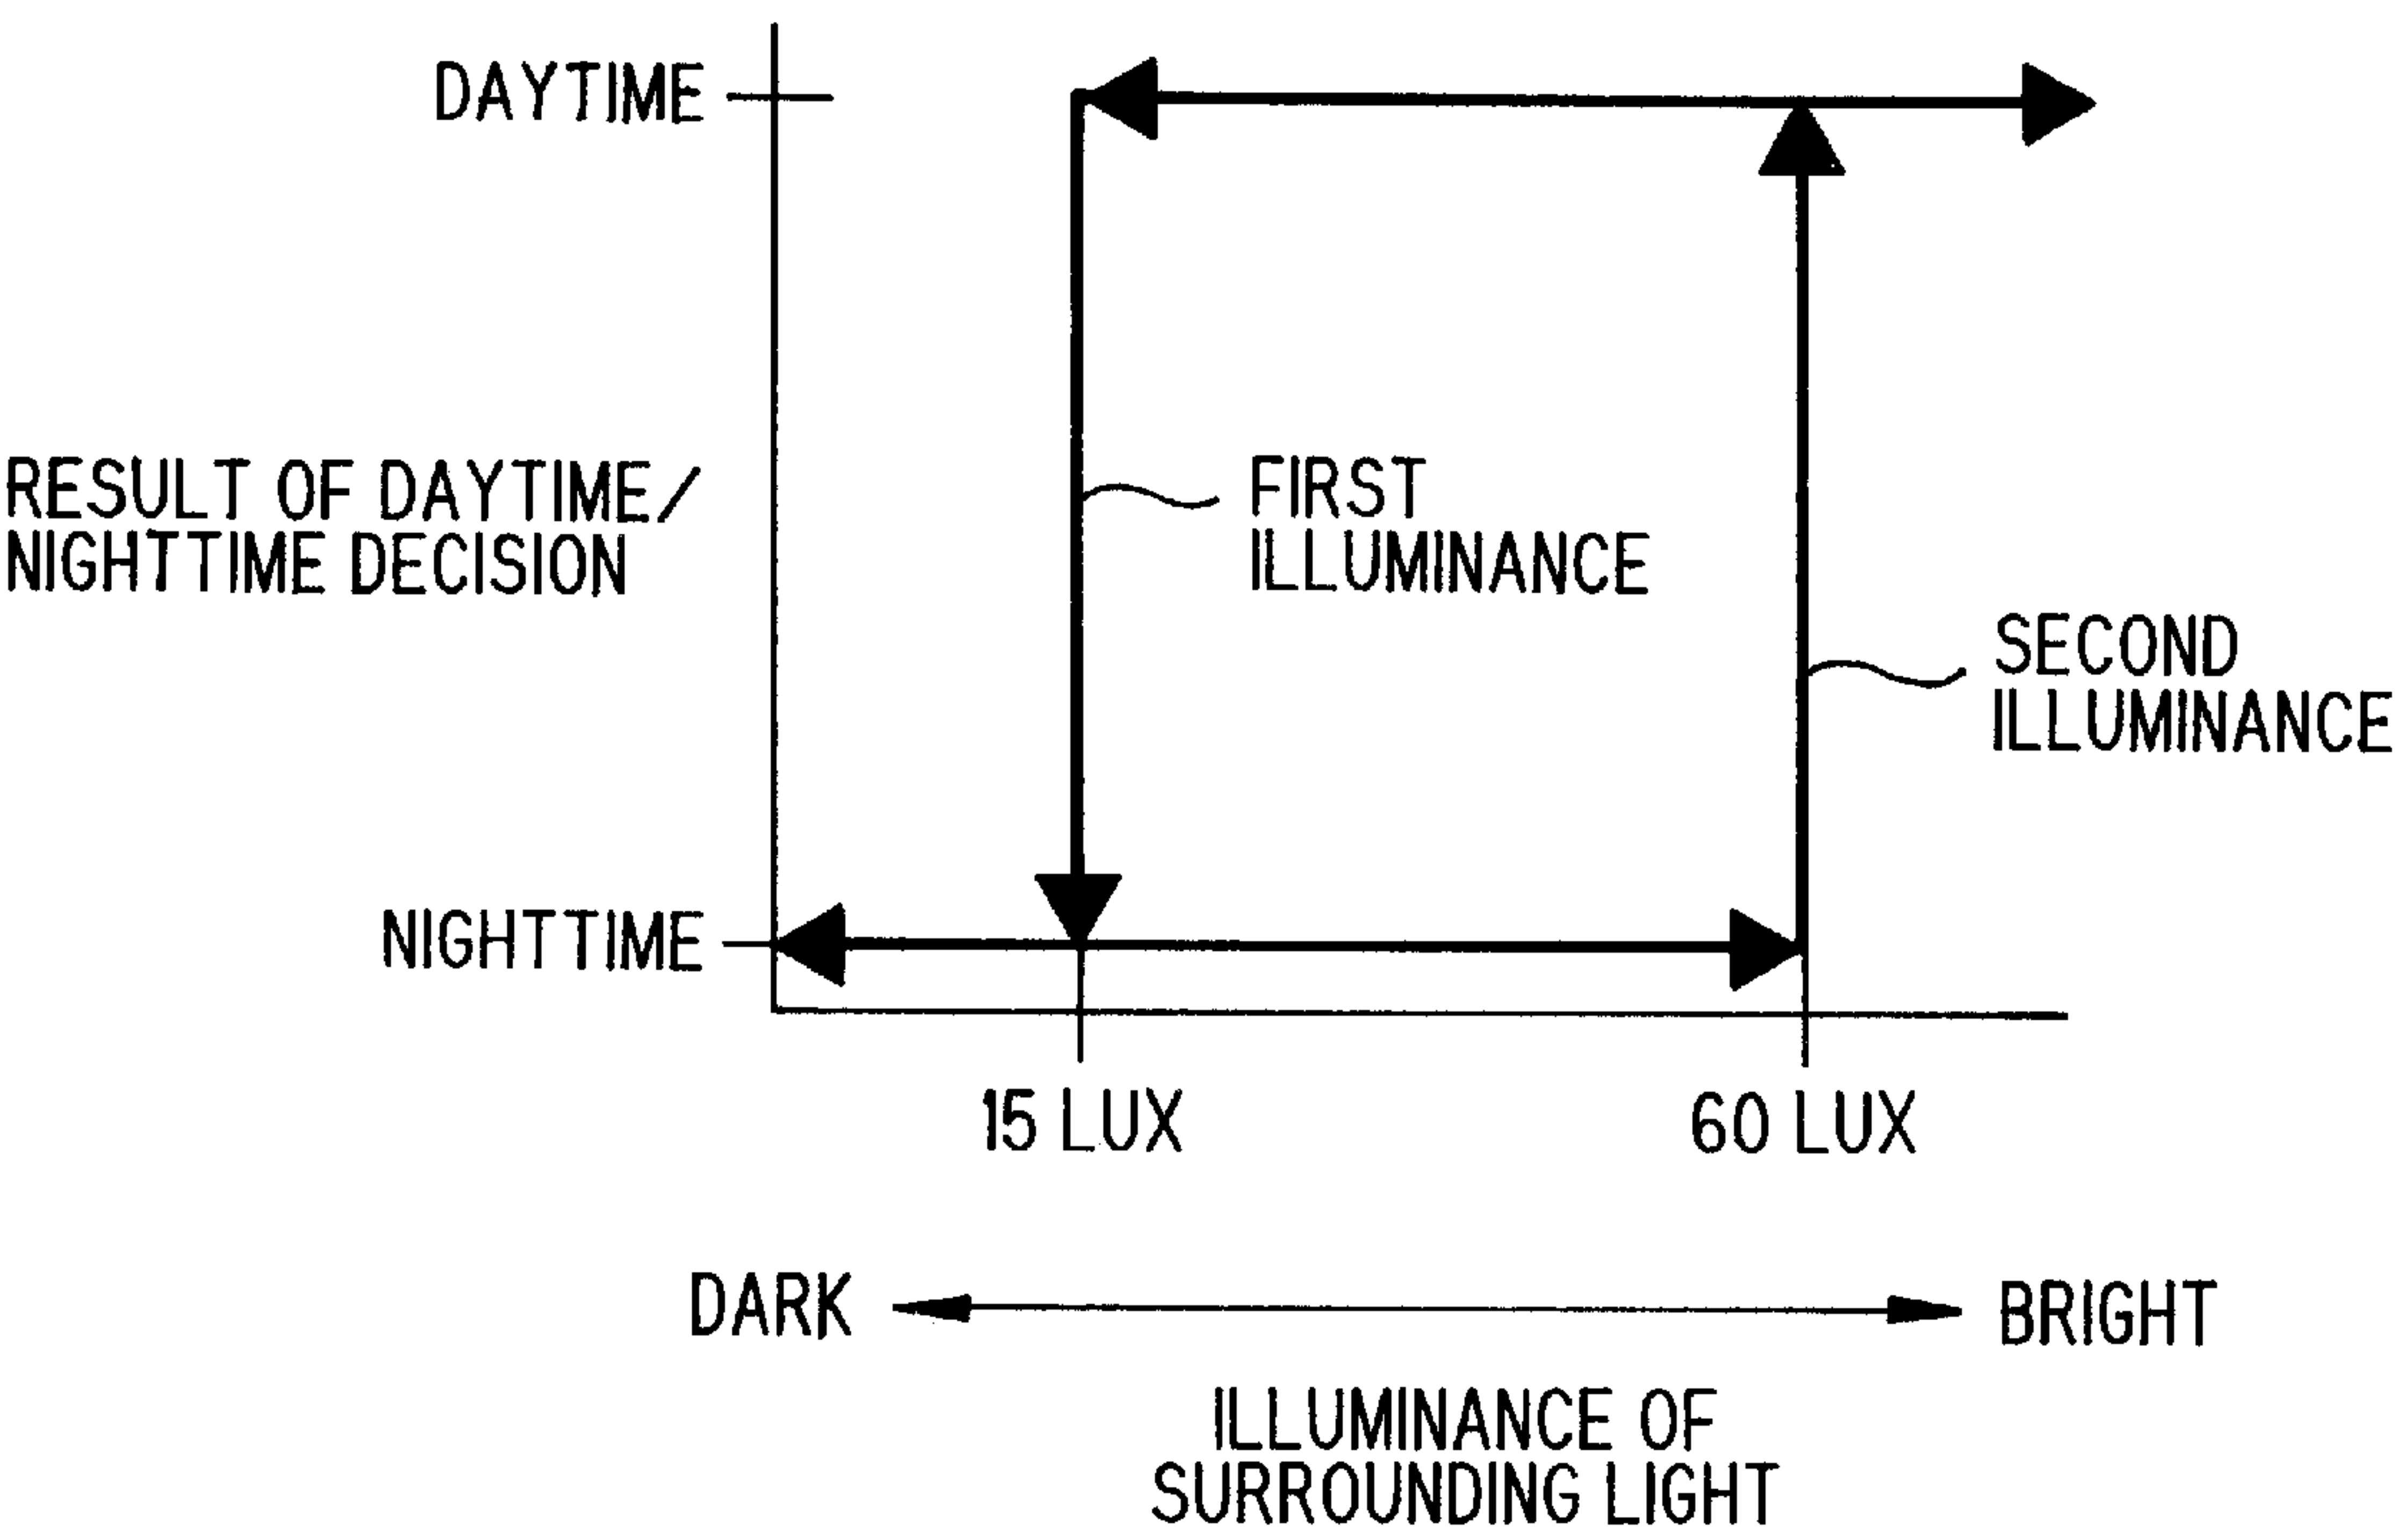 DAYTIME
RESULT OF DAYTIME/
NIGHTTIME DECISION
FIRST
ILLUMINANCE
SECOND
ILLUMINANCE
NIGHTTIME
15 LUX
60 LUX
DARK
BRIGHT
ILLUMINANCE OF
SURROUNDING LIGHT